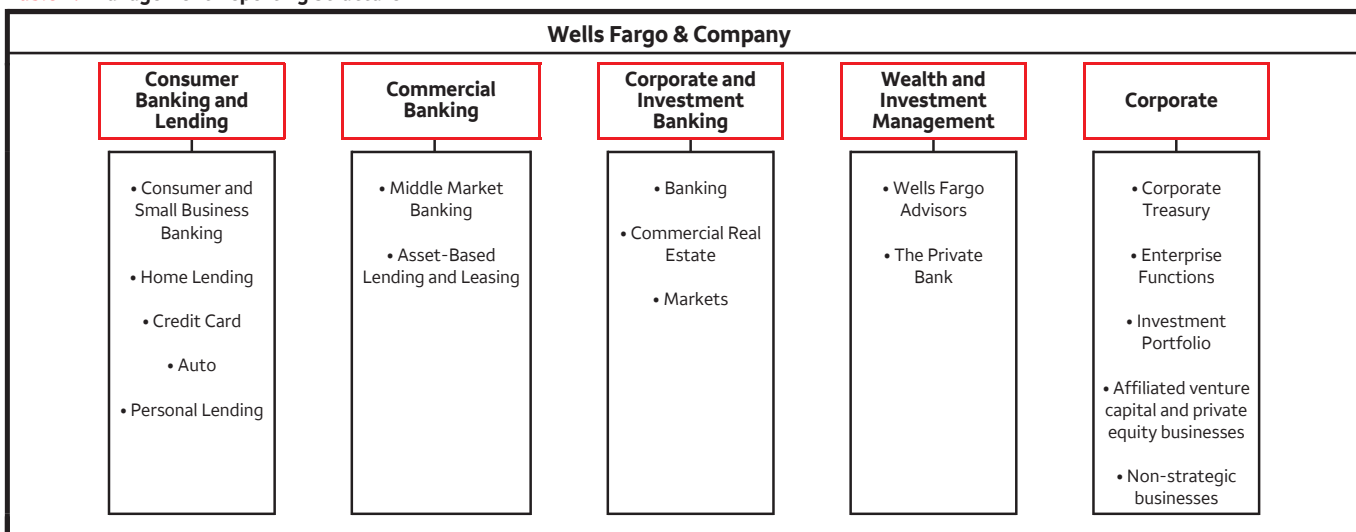 Wells Fargo & Company
Consumer
Banking and
Lending
• Consumer and
Small Business
Banking
• Home Lending
• Credit Card
• Auto
• Personal Lending
Commercial
Banking
• Middle Market
Banking
• Asset-Based
Lending and Leasing
Corporate and
Investment
Banking
• Banking
• Commercial Real
Estate
• Markets
Wealth and
Investment
Management
• Wells Fargo
Advisors
• The Private
Bank
Corporate
• Corporate
Treasury
• Enterprise
Functions
• Investment
Portfolio
• Affiliated venture
capital and private
equity businesses
• Non-strategic
businesses